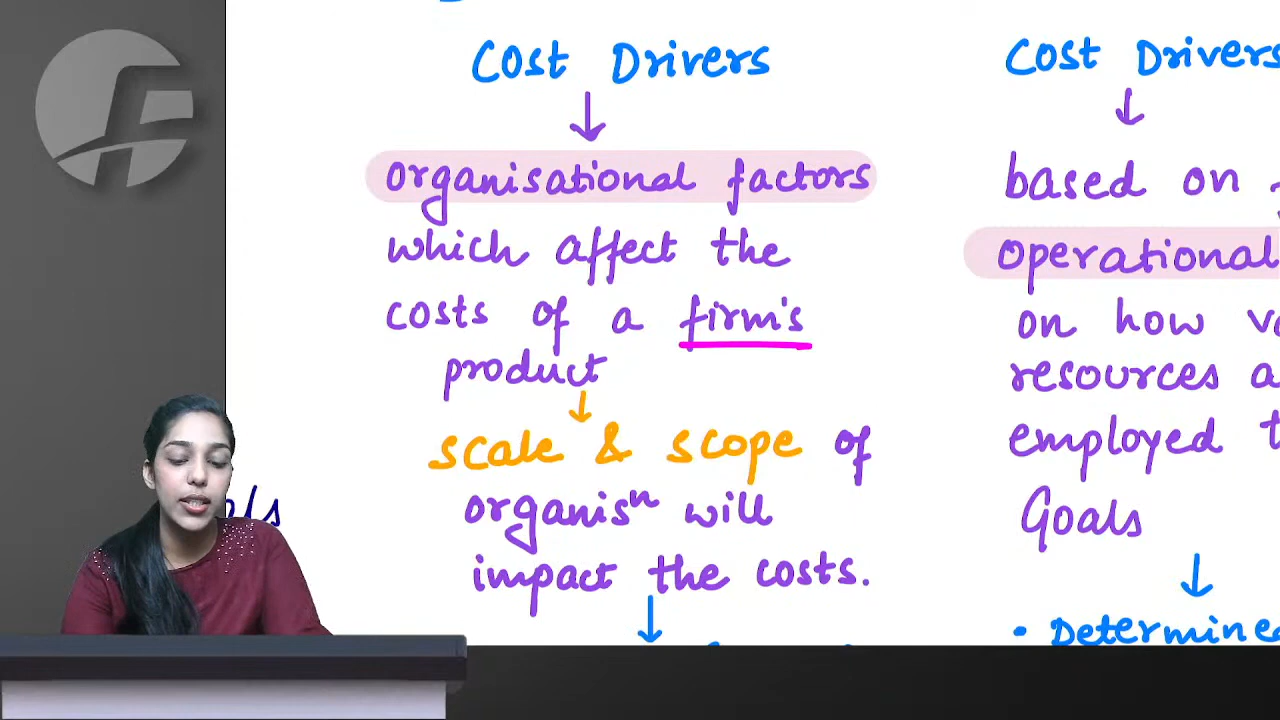 Cost Drivers
organisational factors
which affect the
costs of a firm's
product
scale & scope of
organisⁿ will
impact the costs.
Cost Drivers
based on
operational
on how
resources
employed
Goals
• Determine